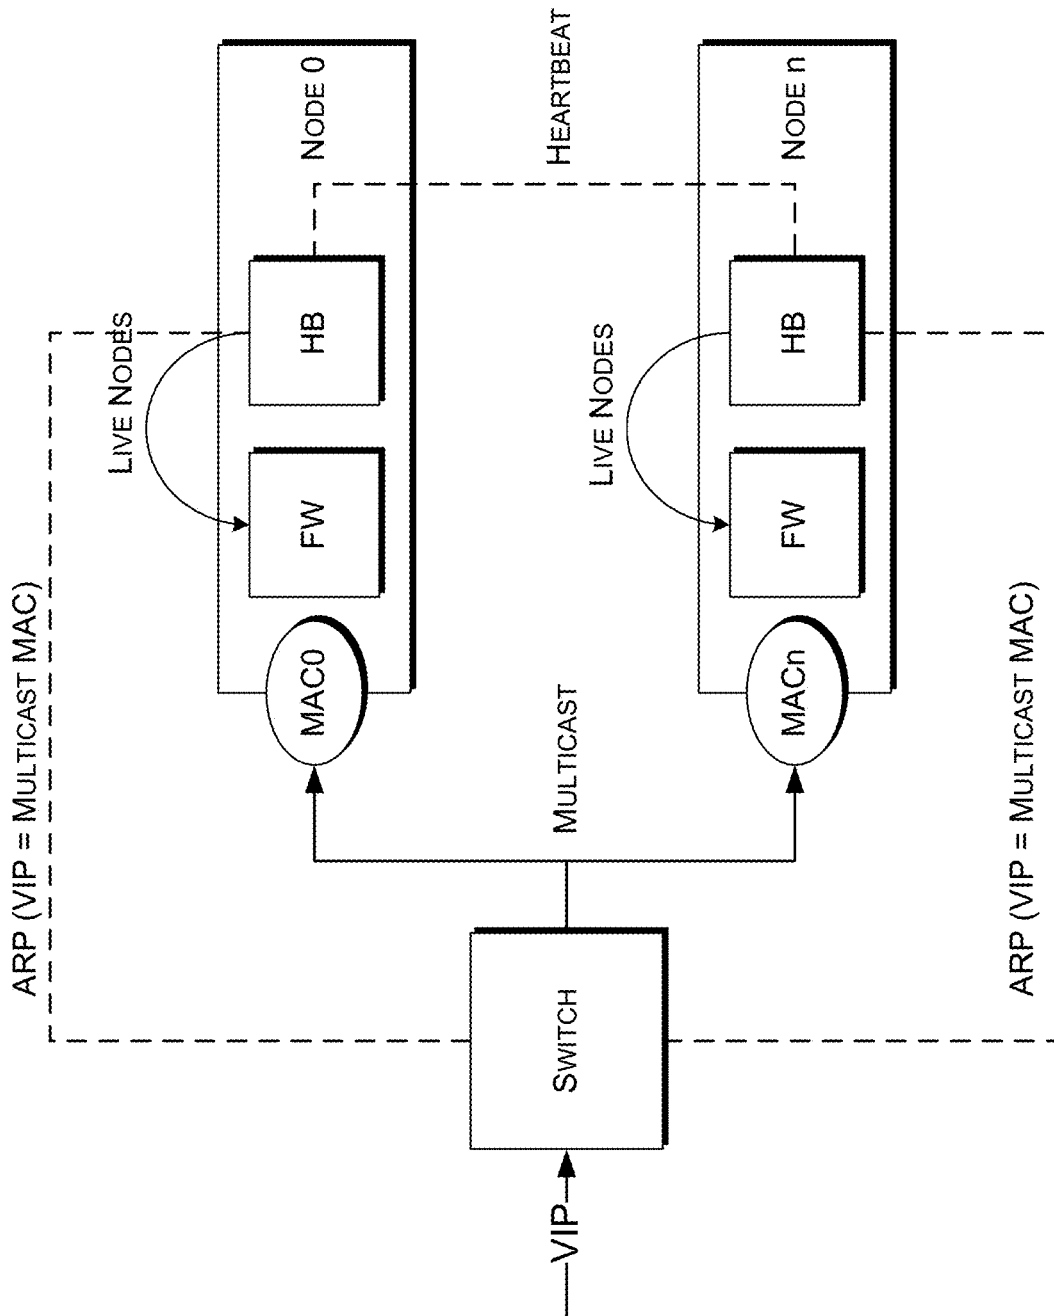 ARP (VIP = MULTICAST MAC)
LIVE NODES
NODE 0
HB
FW
MAC0
HEARTBEAT
MULTICAST
SWITCH
VIP
LIVE NODES
NODE n
HB
FW
MACn
ARP (VIP = MULTICAST MAC)